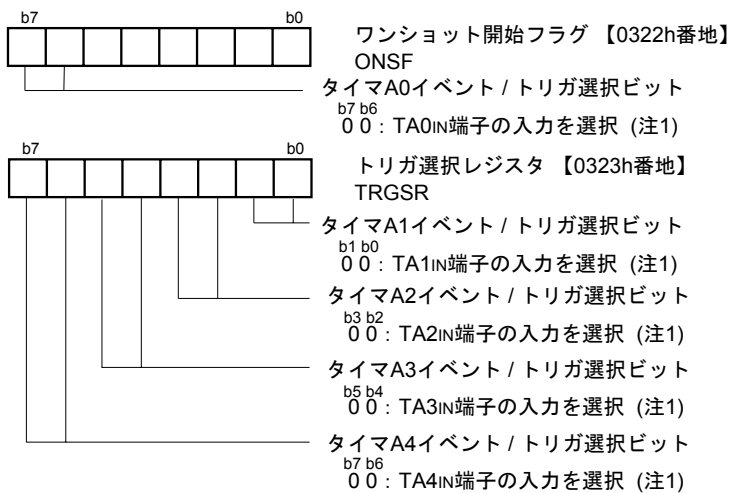 b7 b0
ワンショット開始フラグ 【0322h番地】
ONSF
タイマA0イベント / トリガ選択ビット
b7 b6
0 0 : TA0IN端子の入力を選択 (注1)
b7 b0
トリガ選択レジスタ 【0323h番地】
TRGSR
タイマA1イベント / トリガ選択ビット
b1 b0
0 0 : TA1IN端子の入力を選択 (注1)
タイマA2イベント / トリガ選択ビット
b3 b2
0 0 : TA2IN端子の入力を選択 (注1)
タイマA3イベント / トリガ選択ビット
b5 b4
0 0 : TA3IN端子の入力を選択 (注1)
タイマA4イベント / トリガ選択ビット
b7 b6
0 0 : TA4IN端子の入力を選択 (注1)